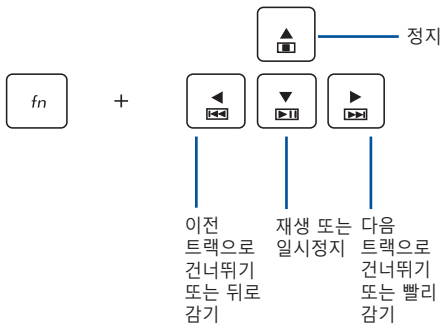 정지
fn
+
이전
트랙으로
건너뛰기
또는 뒤로
감기
재생 또는
일시정지
다음
트랙으로
건너뛰기
또는 빨리
감기